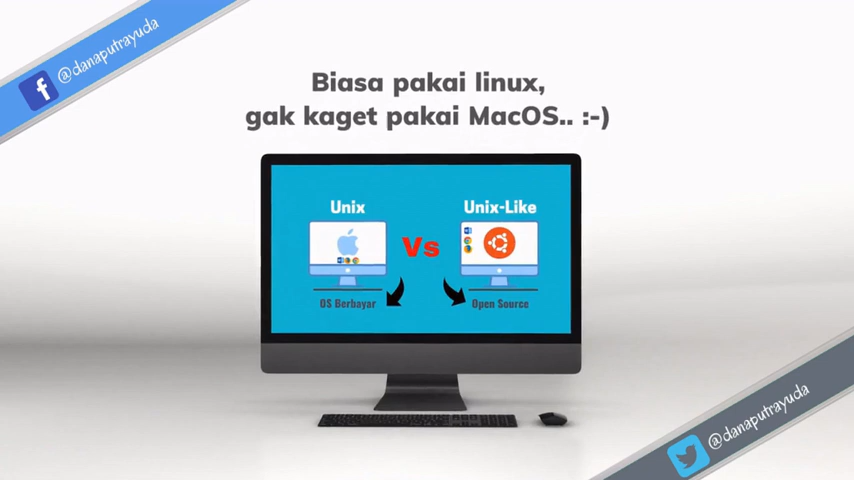 @danaputrayuda
Biasa pakai linux,
gak kaget pakai MacOS.. :-)
Unix
Unix-Like
Vs
OS Berbayar
Open Source
@danaputrayuda